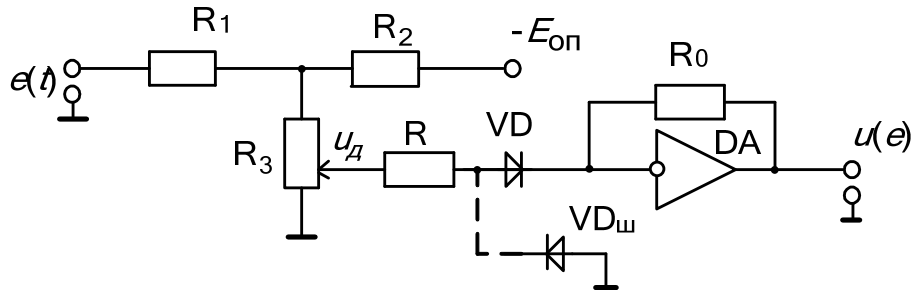 R1
R2
-Eоп
e(t)
R0
VD
DA
u(e)
R3
uд
R
VDш